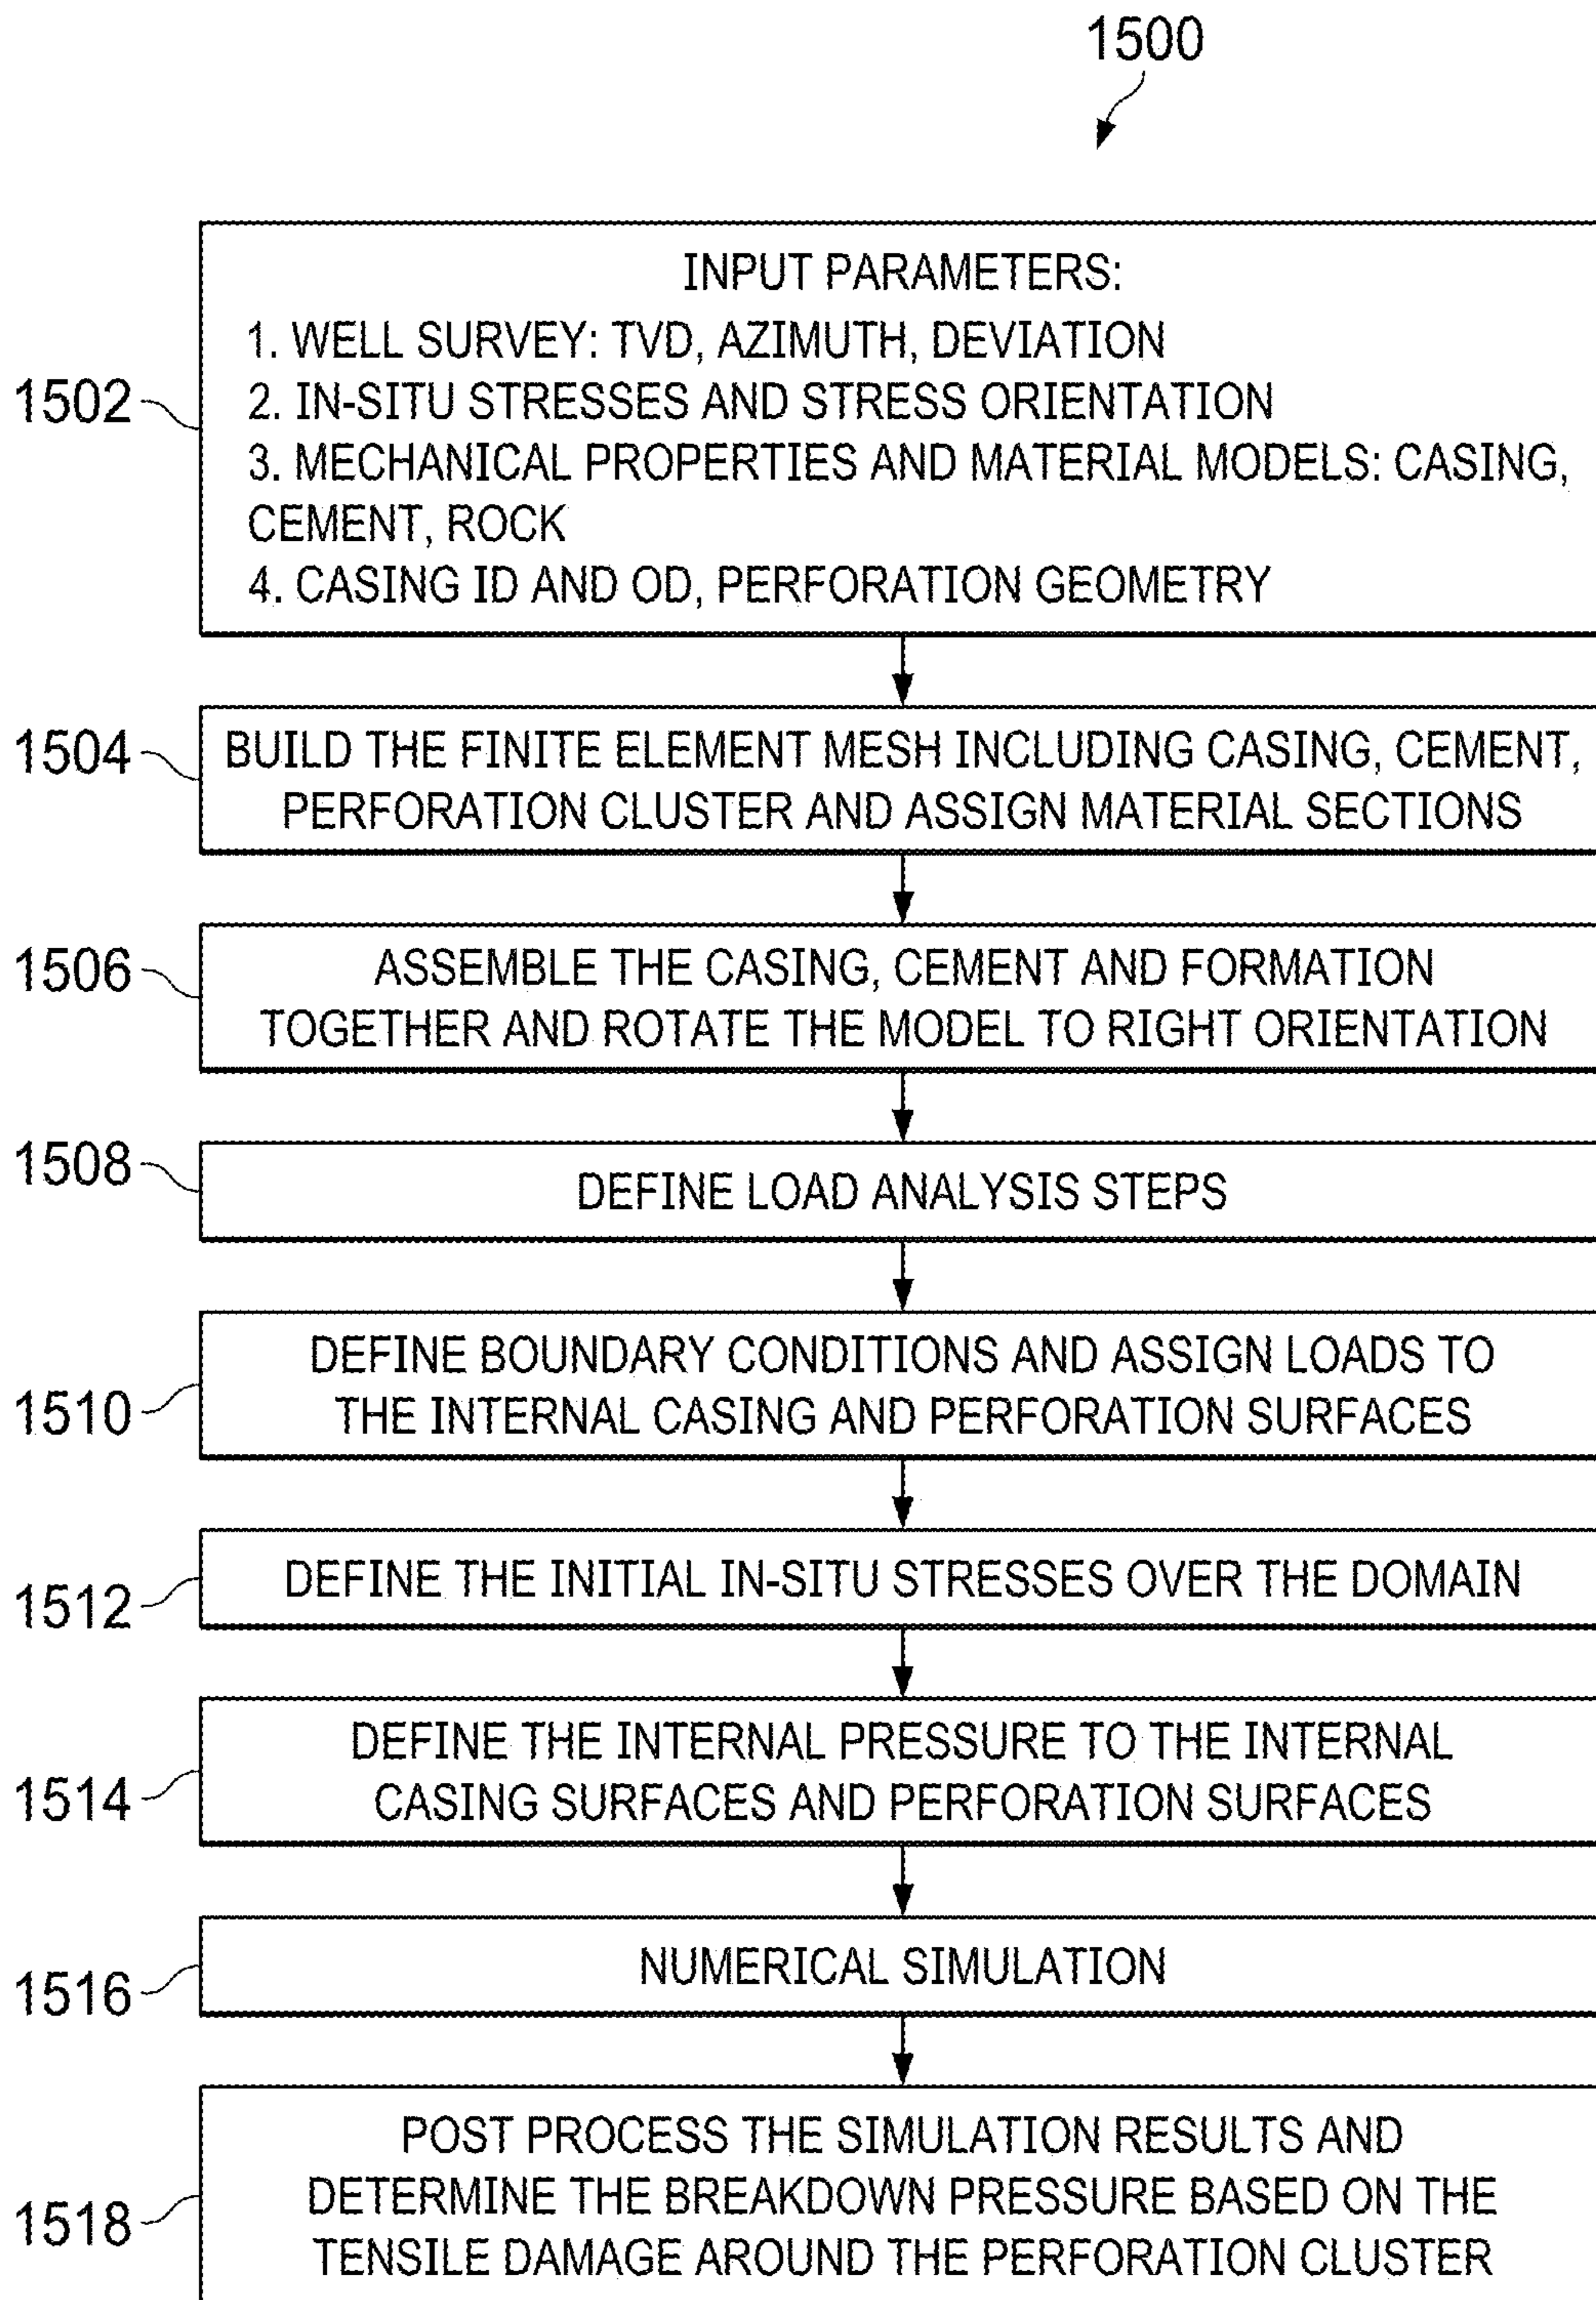 1500
INPUT PARAMETERS:
1. WELL SURVEY: TVD, AZIMUTH, DEVIATION
2. IN-SITU STRESSES AND STRESS ORIENTATION
3. MECHANICAL PROPERTIES AND MATERIAL MODELS: CASING,
CEMENT, ROCK
4. CASING ID AND OD, PERFORATION GEOMETRY
1502
1504
BUILD THE FINITE ELEMENT MESH INCLUDING CASING, CEMENT,
PERFORATION CLUSTER AND ASSIGN MATERIAL SECTIONS
1506
ASSEMBLE THE CASING, CEMENT AND FORMATION
TOGETHER AND ROTATE THE MODEL TO RIGHT ORIENTATION
1508
DEFINE LOAD ANALYSIS STEPS
1510
DEFINE BOUNDARY CONDITIONS AND ASSIGN LOADS TO
THE INTERNAL CASING AND PERFORATION SURFACES
1512
DEFINE THE INITIAL IN-SITU STRESSES OVER THE DOMAIN
1514
DEFINE THE INTERNAL PRESSURE TO THE INTERNAL
CASING SURFACES AND PERFORATION SURFACES
1516
NUMERICAL SIMULATION
1518
POST PROCESS THE SIMULATION RESULTS AND
DETERMINE THE BREAKDOWN PRESSURE BASED ON THE
TENSILE DAMAGE AROUND THE PERFORATION CLUSTER